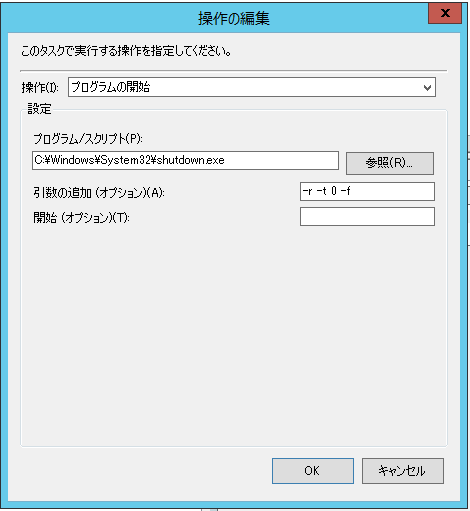 操作の編集
x
このタスクで実行する操作を指定してください。
操作(I): プログラムの開始
設定
プログラム/スクリプト(P):
C:¥Windows¥System32¥shutdown.exe 参照(R)...
引数の追加 (オプション)(A): -r -t 0 -f
開始 (オプション)(T):
OK キャンセル